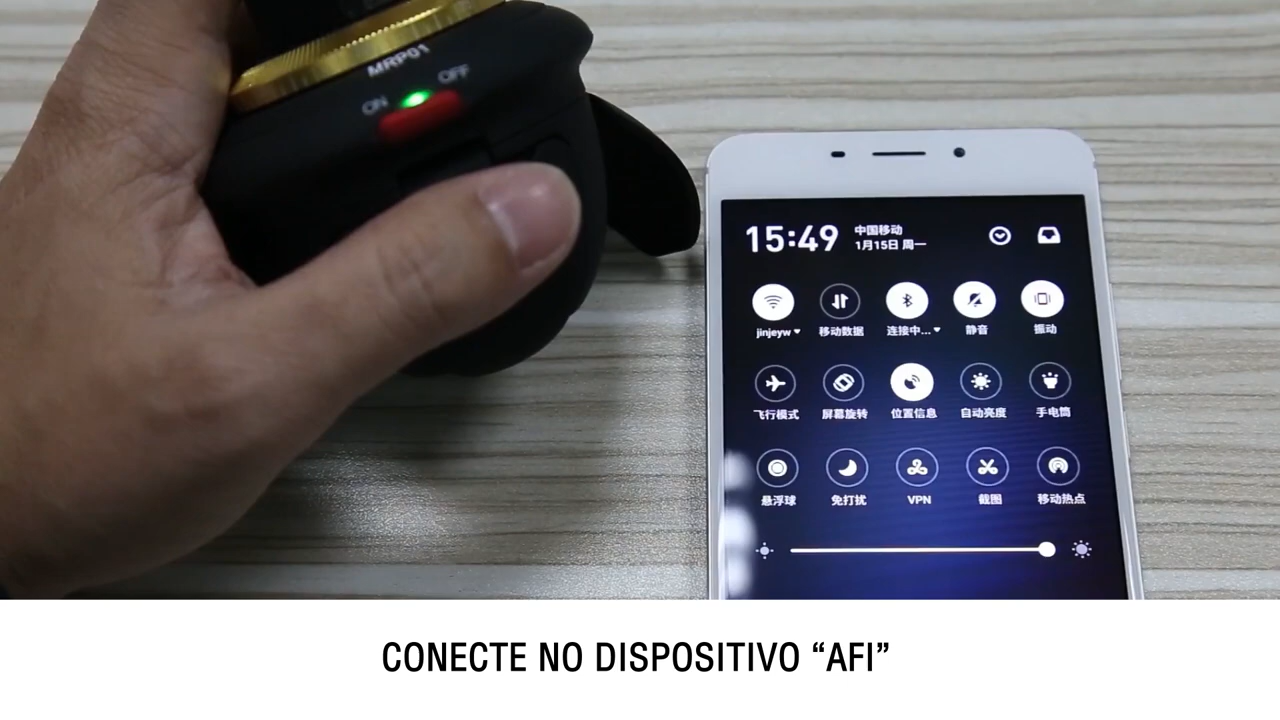 MRP01
ON OFF
15:49
中国移动
1月15日 周一
jinjeyw 移动数据 连接中... 静音 振动
飞行模式 屏幕旋转 位置信息 自动亮度 手电筒
悬浮球 免打扰 VPN 截图 移动热点
CONECTE NO DISPOSITIVO “AFI”